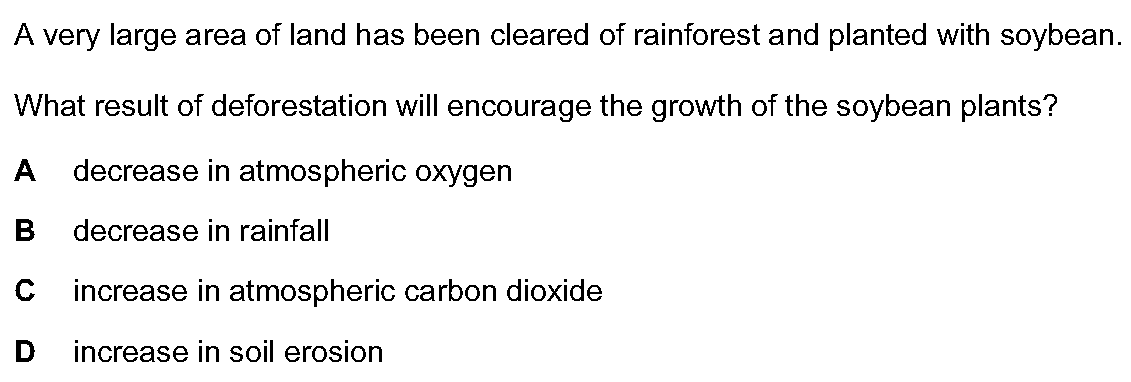 A very large area of land has been cleared of rainforest and planted with soybean.
What result of deforestation will encourage the growth of the soybean plants?
A decrease in atmospheric oxygen
B decrease in rainfall
C increase in atmospheric carbon dioxide
D increase in soil erosion